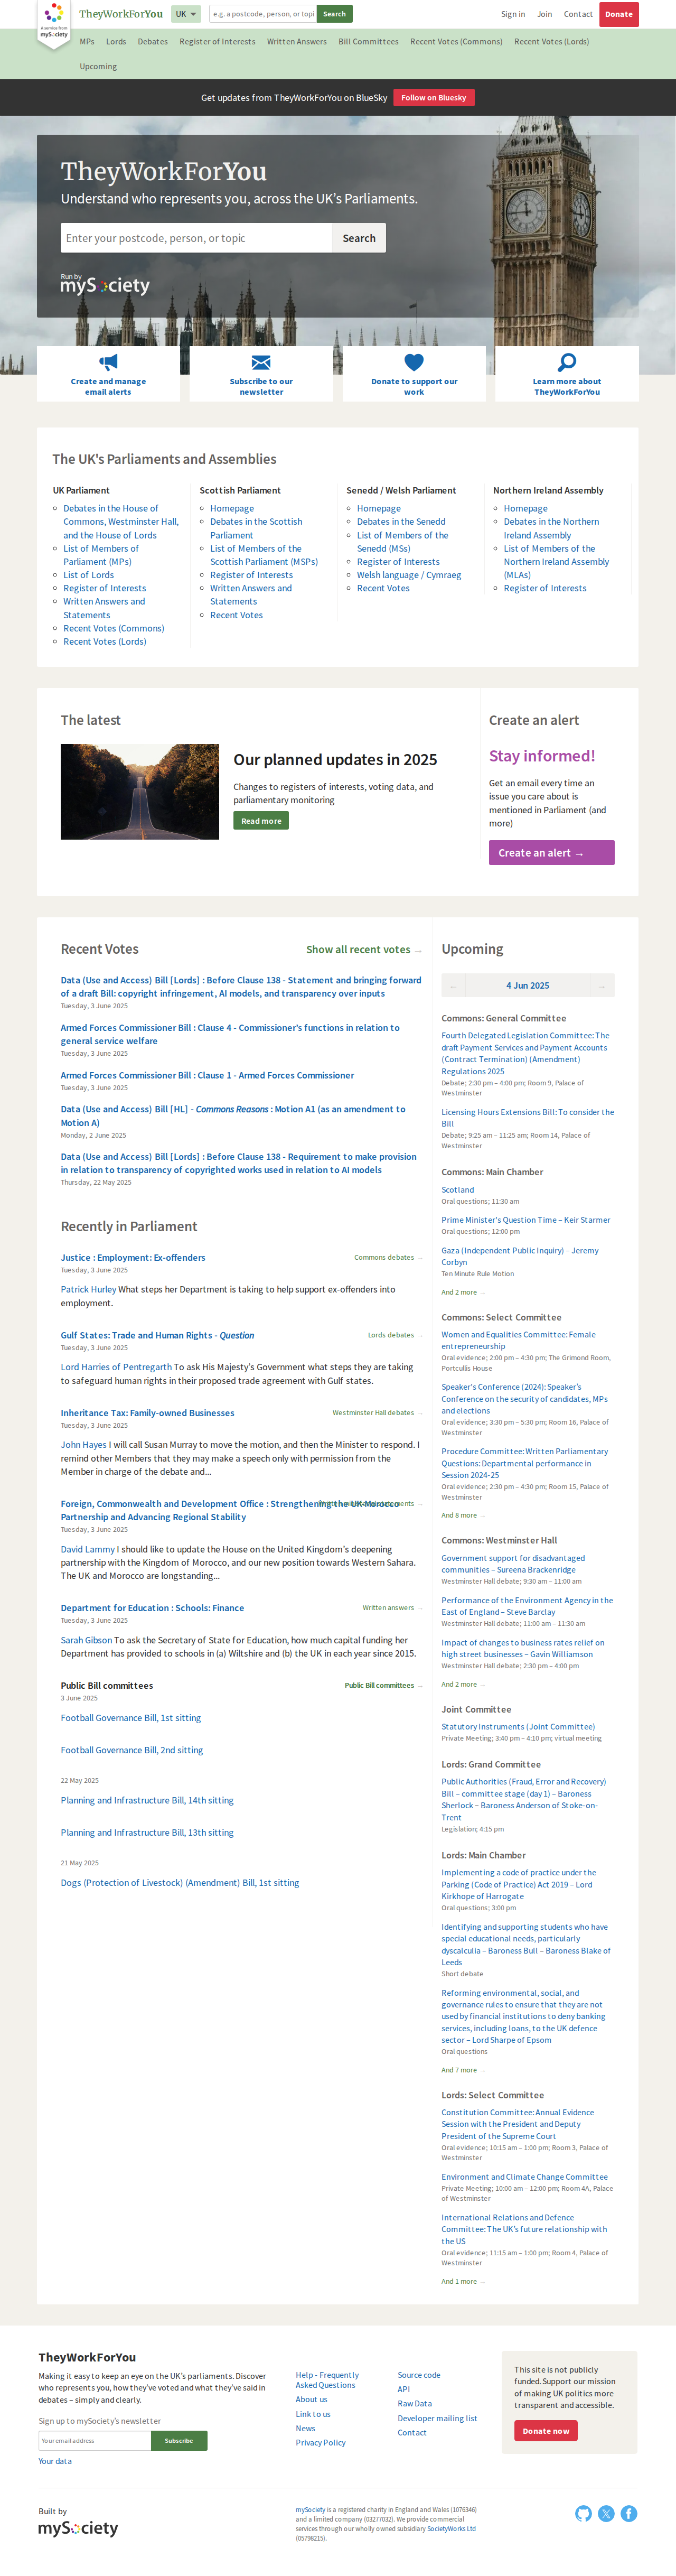 A service from
mySociety
TheyWorkForYou
UK
e.g. a postcode, person, or topi
Search
Sign in
Join
Contact
Donate
MPs
Lords
Debates
Register of Interests
Written Answers
Bill Committees
Recent Votes (Commons)
Recent Votes (Lords)
Upcoming
Get updates from TheyWorkForYou on BlueSky
Follow on Bluesky
TheyWorkForYou
Understand who represents you, across the UK's Parliaments.
Enter your postcode, person, or topic
Search
Run by
mySociety
Create and manage
email alerts
Subscribe to our
newsletter
Donate to support our
work
Learn more about
TheyWorkForYou
The UK's Parliaments and Assemblies
UK Parliament
Debates in the House of
Commons, Westminster Hall,
and the House of Lords
List of Members of
Parliament (MPs)
List of Lords
Register of Interests
Written Answers and
Statements
Recent Votes (Commons)
Recent Votes (Lords)
Scottish Parliament
Homepage
Debates in the Scottish
Parliament
List of Members of the
Scottish Parliament (MSPs)
Register of Interests
Written Answers and
Statements
Recent Votes
Senedd / Welsh Parliament
Homepage
Debates in the Senedd
List of Members of the
Senedd (MSs)
Register of Interests
Welsh language / Cymraeg
Recent Votes
Northern Ireland Assembly
Homepage
Debates in the Northern
Ireland Assembly
List of Members of the
Northern Ireland Assembly
(MLAs)
Register of Interests
The latest
Our planned updates in 2025
Changes to registers of interests, voting data, and
parliamentary monitoring
Read more
Create an alert
Stay informed!
Get an email every time an
issue you care about is
mentioned in Parliament (and
more)
Create an alert →
Recent Votes
Show all recent votes →
Data (Use and Access) Bill [Lords] : Before Clause 138 - Statement and bringing forward
of a draft Bill: copyright infringement, AI models, and transparency over inputs
Tuesday, 3 June 2025
Armed Forces Commissioner Bill : Clause 4 - Commissioner's functions in relation to
general service welfare
Tuesday, 3 June 2025
Armed Forces Commissioner Bill : Clause 1 - Armed Forces Commissioner
Tuesday, 3 June 2025
Data (Use and Access) Bill [HL] - Commons Reasons : Motion A1 (as an amendment to
Motion A)
Monday, 2 June 2025
Data (Use and Access) Bill [Lords] : Before Clause 138 - Requirement to make provision
in relation to transparency of copyrighted works used in relation to AI models
Thursday, 22 May 2025
Recently in Parliament
Justice : Employment: Ex-offenders
Commons debates →
Tuesday, 3 June 2025
Patrick Hurley What steps her Department is taking to help support ex-offenders into
employment.
Gulf States: Trade and Human Rights - Question
Lords debates →
Tuesday, 3 June 2025
Lord Harries of Pentregarth To ask His Majesty's Government what steps they are taking
to safeguard human rights in their proposed trade agreement with Gulf states.
Inheritance Tax: Family-owned Businesses
Westminster Hall debates →
Tuesday, 3 June 2025
John Hayes I will call Susan Murray to move the motion, and then the Minister to respond. I
remind other Members that they may make a speech only with permission from the
Member in charge of the debate and...
Foreign, Commonwealth and Development Office : Strengthening the UK-Morocco
Partnership and Advancing Regional Stability
Tuesday, 3 June 2025
David Lammy I should like to update the House on the United Kingdom's deepening
partnership with the Kingdom of Morocco, and our new position towards Western Sahara.
The UK and Morocco are longstanding...
Department for Education : Schools: Finance
Written answers →
Tuesday, 3 June 2025
Sarah Gibson To ask the Secretary of State for Education, how much capital funding her
Department has provided to schools in (a) Wiltshire and (b) the UK in each year since 2015.
Public Bill committees
Public Bill committees →
3 June 2025
Football Governance Bill, 1st sitting
Football Governance Bill, 2nd sitting
22 May 2025
Planning and Infrastructure Bill, 14th sitting
Planning and Infrastructure Bill, 13th sitting
21 May 2025
Dogs (Protection of Livestock) (Amendment) Bill, 1st sitting
Upcoming
← 4 Jun 2025 →
Commons: General Committee
Fourth Delegated Legislation Committee: The
draft Payment Services and Payment Accounts
(Contract Termination) (Amendment)
Regulations 2025
Debate; 2:30 pm – 4:00 pm; Room 9, Palace of
Westminster
Licensing Hours Extensions Bill: To consider the
Bill
Debate; 9:25 am – 11:25 am; Room 14, Palace of
Westminster
Commons: Main Chamber
Scotland
Oral questions; 11:30 am
Prime Minister's Question Time – Keir Starmer
Oral questions; 12:00 pm
Gaza (Independent Public Inquiry) – Jeremy
Corbyn
Ten Minute Rule Motion
And 2 more →
Commons: Select Committee
Women and Equalities Committee: Female
entrepreneurship
Oral evidence; 2:00 pm – 4:30 pm; The Grimond Room,
Portcullis House
Speaker's Conference (2024): Speaker's
Conference on the security of candidates, MPs
and elections
Oral evidence; 3:30 pm – 5:30 pm; Room 16, Palace of
Westminster
Procedure Committee: Written Parliamentary
Questions: Departmental performance in
Session 2024-25
Oral evidence; 2:30 pm – 4:30 pm; Room 15, Palace of
Westminster
And 8 more →
Commons: Westminster Hall
Government support for disadvantaged
communities – Sureena Brackenridge
Westminster Hall debate; 9:30 am – 11:00 am
Performance of the Environment Agency in the
East of England – Steve Barclay
Westminster Hall debate; 11:00 am – 11:30 am
Impact of changes to business rates relief on
high street businesses – Gavin Williamson
Westminster Hall debate; 2:30 pm – 4:00 pm
And 2 more →
Joint Committee
Statutory Instruments (Joint Committee)
Private Meeting; 3:40 pm – 4:10 pm; virtual meeting
Lords: Grand Committee
Public Authorities (Fraud, Error and Recovery)
Bill – committee stage (day 1) – Baroness
Sherlock – Baroness Anderson of Stoke-on-
Trent
Legislation; 4:15 pm
Lords: Main Chamber
Implementing a code of practice under the
Parking (Code of Practice) Act 2019 – Lord
Kirkhope of Harrogate
Oral questions; 3:00 pm
Identifying and supporting students who have
special educational needs, particularly
dyscalculia – Baroness Bull – Baroness Blake of
Leeds
Short debate
Reforming environmental, social, and
governance rules to ensure that they are not
used by financial institutions to deny banking
services, including loans, to the UK defence
sector – Lord Sharpe of Epsom
Oral questions
And 7 more →
Lords: Select Committee
Constitution Committee: Annual Evidence
Session with the President and Deputy
President of the Supreme Court
Oral evidence; 10:15 am – 1:00 pm; Room 3, Palace of
Westminster
Environment and Climate Change Committee
Private Meeting; 10:00 am – 12:00 pm; Room 4A, Palace
of Westminster
International Relations and Defence
Committee: The UK's future relationship with
the US
Oral evidence; 11:15 am – 1:00 pm; Room 4, Palace of
Westminster
And 1 more →
TheyWorkForYou
Making it easy to keep an eye on the UK's parliaments. Discover
who represents you, how they've voted and what they've said in
debates – simply and clearly.
Sign up to mySociety's newsletter
Your email address
Subscribe
Your data
Help - Frequently
Asked Questions
About us
Link to us
News
Privacy Policy
Source code
API
Raw Data
Developer mailing list
Contact
This site is not publicly
funded. Support our mission
of making UK politics more
transparent and accessible.
Donate now
Built by
mySociety
mySociety is a registered charity in England and Wales (1076346)
and a limited company (03277032). We provide commercial
services through our wholly owned subsidiary SocietyWorks Ltd
(05798215).